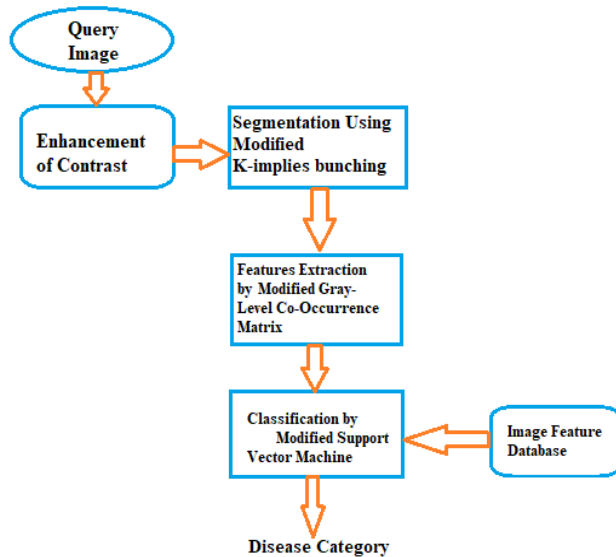 Query
Image
Enhancement
of Contrast
Segmentation Using
Modified
K-implies bunching
Features Extraction
by Modified Gray-
Level Co-Occurrence
Matrix
Classification by
Modified Support
Vector Machine
Image Feature
Database
Disease Category